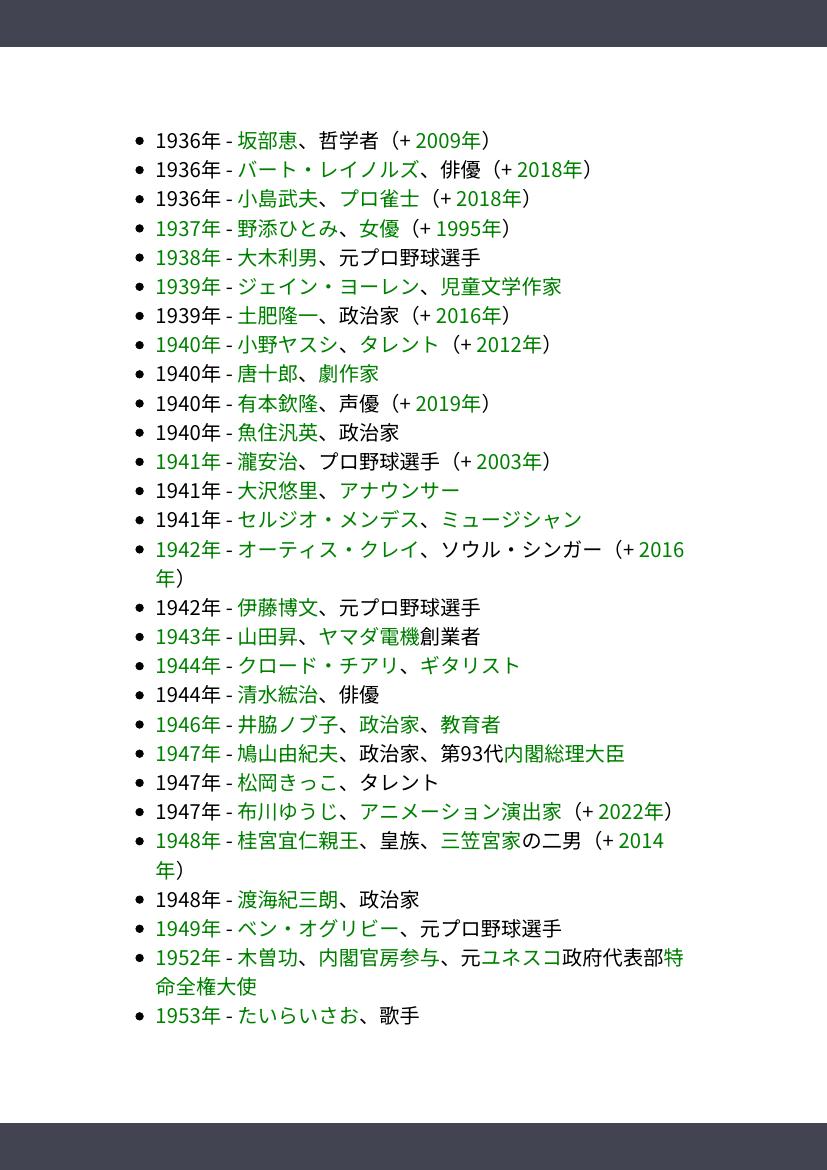 • 1936年 - 坂部恵、哲学者（+ 2009年）
• 1936年 - バート・レイノルズ、俳優（+ 2018年）
• 1936年 - 小島武夫、プロ雀士（+ 2018年）
• 1937年 - 野添ひとみ、女優（+ 1995年）
• 1938年 - 大木利男、元プロ野球選手
• 1939年 - ジェイン・ヨーレン、児童文学作家
• 1939年 - 土肥隆一、政治家（+ 2016年）
• 1940年 - 小野ヤスシ、タレント（+ 2012年）
• 1940年 - 唐十郎、劇作家
• 1940年 - 有本欽隆、声優（+ 2019年）
• 1940年 - 魚住汎英、政治家
• 1941年 - 瀧安治、プロ野球選手（+ 2003年）
• 1941年 - 大沢悠里、アナウンサー
• 1941年 - セルジオ・メンデス、ミュージシャン
• 1942年 - オーティス・クレイ、ソウル・シンガー（+ 2016
年）
• 1942年 - 伊藤博文、元プロ野球選手
• 1943年 - 山田昇、ヤマダ電機創業者
• 1944年 - クロード・チアリ、ギタリスト
• 1944年 - 清水綋治、俳優
• 1946年 - 井脇ノブ子、政治家、教育者
• 1947年 - 鳩山由紀夫、政治家、第93代内閣総理大臣
• 1947年 - 松岡きっこ、タレント
• 1947年 - 布川ゆうじ、アニメーション演出家（+ 2022年）
• 1948年 - 桂宮宜仁親王、皇族、三笠宮家の二男（+ 2014
年）
• 1948年 - 渡海紀三朗、政治家
• 1949年 - ベン・オグリビー、元プロ野球選手
• 1952年 - 木曽功、内閣官房参与、元ユネスコ政府代表部特
命全権大使
• 1953年 - たいらいさお、歌手